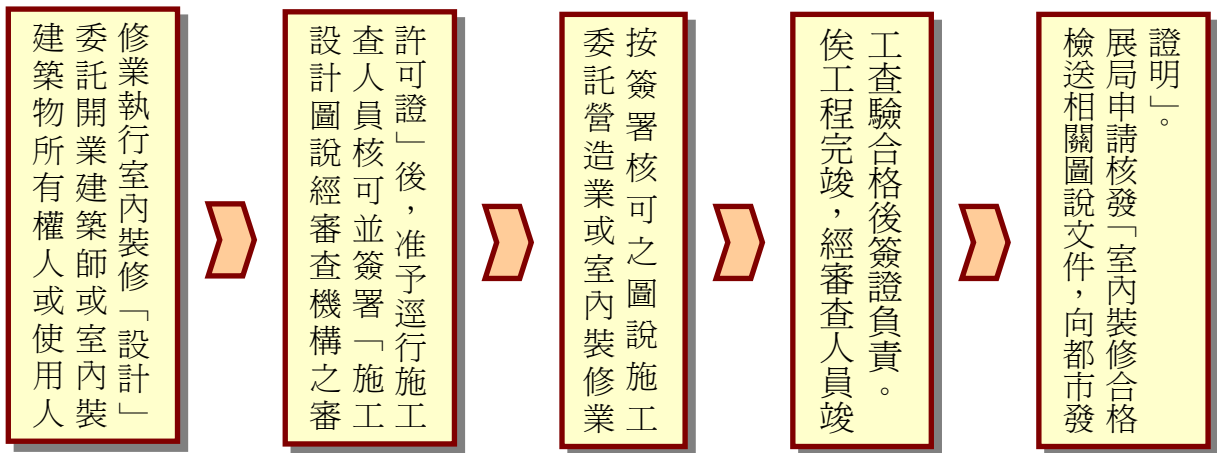 建築物所有權人或使用人
委託開業建築師或室內裝
修業執行室內裝修「設計」
設計圖說經審查機構之審
查人員核可並簽署「施工
許可證」後，准予逕行施工
委託營造業或室內裝修業
按簽署核可之圖說施工
俟工程完竣，經審查人員竣
工查驗合格後簽證負責。
檢送相關圖說文件，向都市發
展局申請核發「室內裝修合格
證明」。